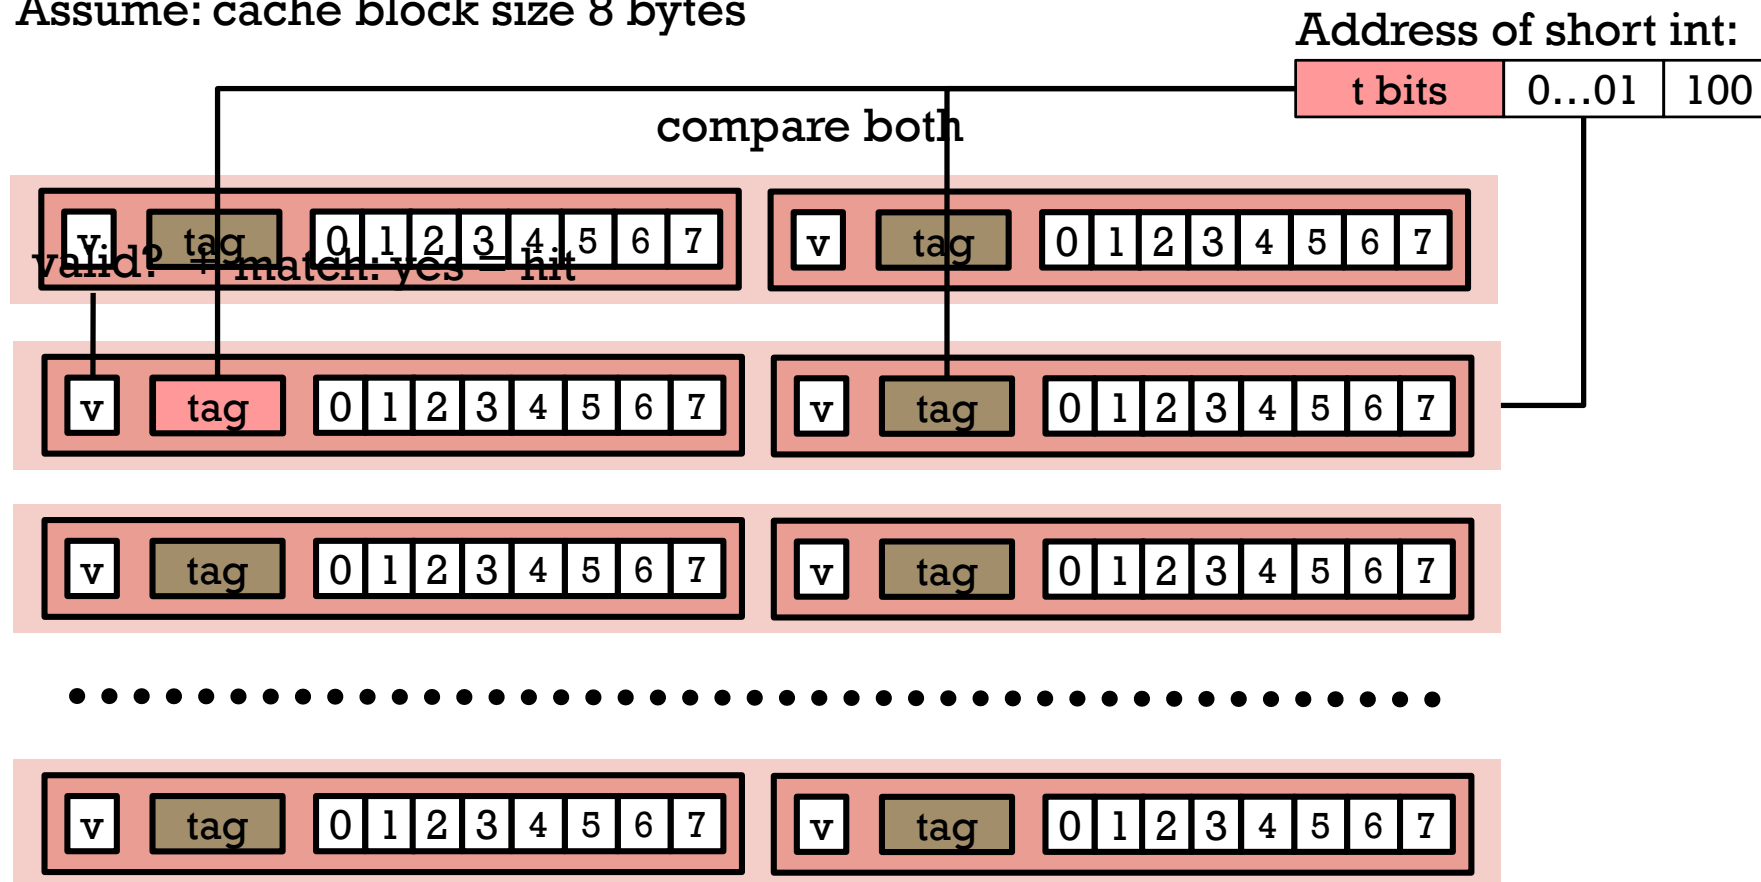 Assume: cache block size 8 bytes
Address of short int:
t bits 0...01 100
compare both
v tag 0 1 2 3 4 5 6 7 v tag 0 1 2 3 4 5 6 7
valid? + match: yes = hit
v tag 0 1 2 3 4 5 6 7 v tag 0 1 2 3 4 5 6 7
v tag 0 1 2 3 4 5 6 7 v tag 0 1 2 3 4 5 6 7
v tag 0 1 2 3 4 5 6 7 v tag 0 1 2 3 4 5 6 7